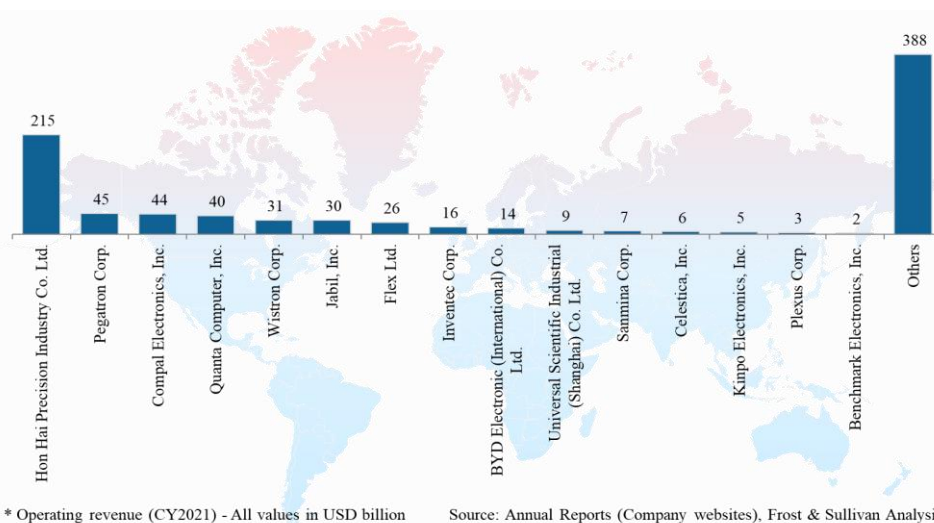 388
215
45
44
40
31
30
26
16
14
9
7
6
5
3
2
Hon Hai Precision Industry Co. Ltd.
Pegatron Corp.
Compal Electronics, Inc.
Quanta Computer, Inc
Wistron Corp.
Jabil, Inc.
Flex Ltd
Inventec Corp.
BYD Electronic (International) Co.
Ltd.
Universal Scientific Industrial
(Shanghai) Co. Ltd.
Sanmina Corp.
Celestica, Inc
Kinpo Electronics, Inc.
Plexus Corp
Benchmark Electronics, Inc.
Others
* Operating revenue (CY2021) - All values in USD billion
Source: Annual Reports (Company websites), Frost & Sullivan Analysi